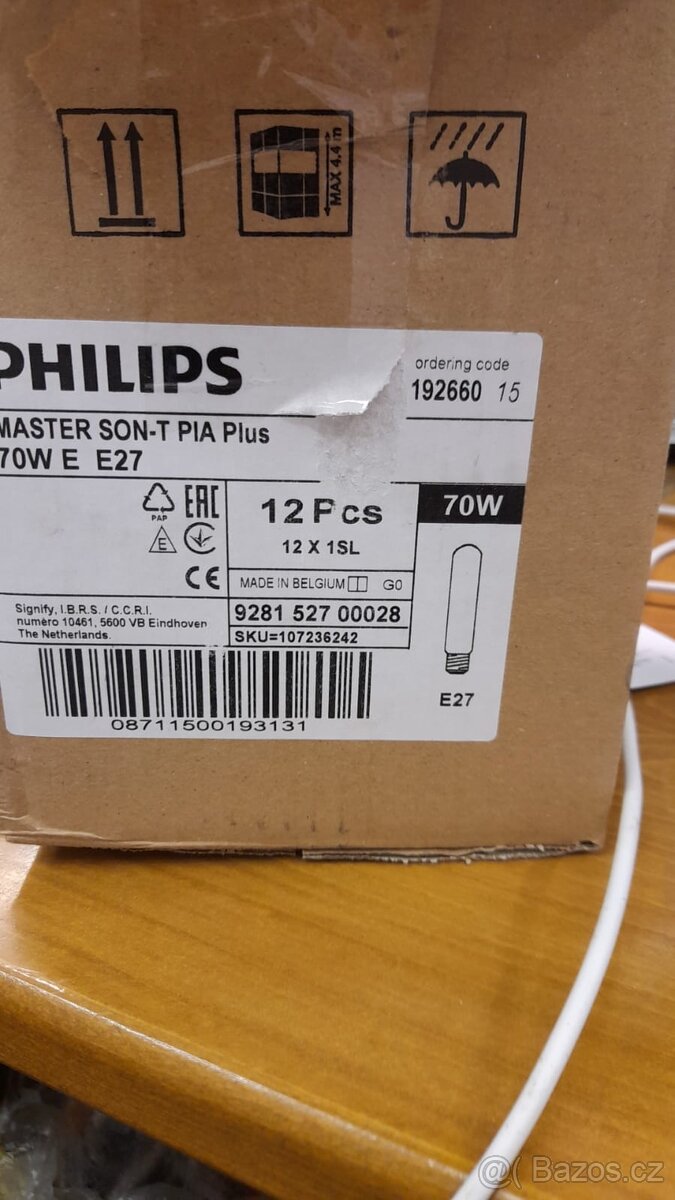 MAX 4.4 m
PHILIPS
ordering code
192660 15
MASTER SON-T PIA Plus
70W E E27
PAP
EAC
E
CE
12 Pcs
12 X 1SL
70W
MADE IN BELGIUM G0
Signify, I.B.R.S. / C.C.R.I.
numéro 10461, 5600 VB Eindhoven
The Netherlands.
9281 527 00028
SKU=107236242
E27
08711500193131
@ Bazos.cz